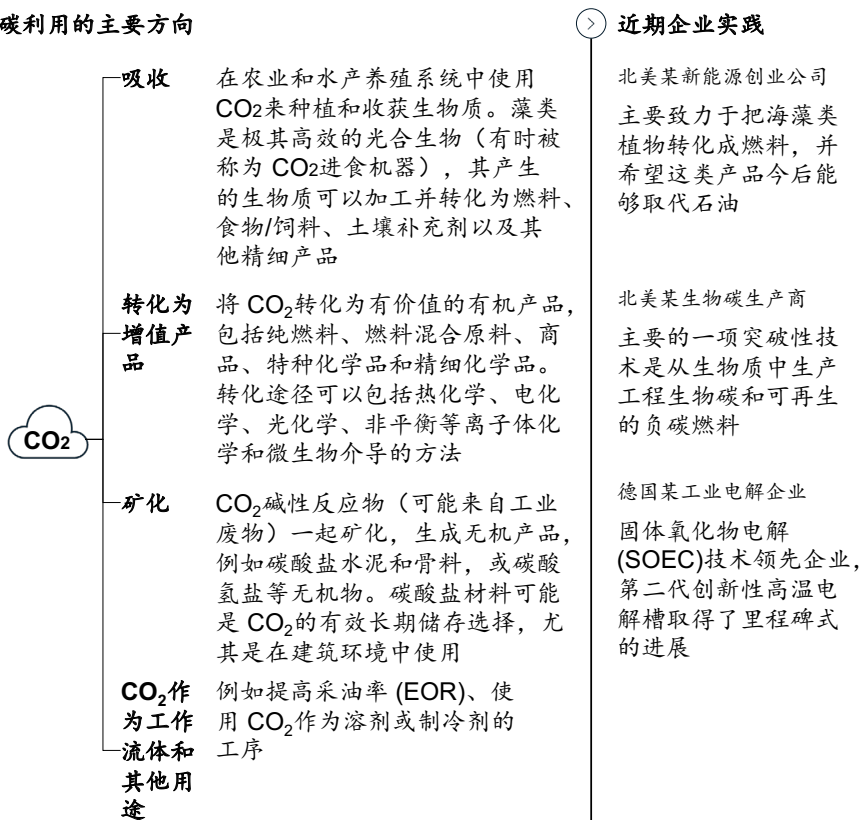 碳利用的主要方向
吸收
在农业和水产养殖系统中使用
CO2来种植和收获生物质。藻类
是极其高效的光合生物（有时被
称为 CO2进食机器），其产生
的生物质可以加工并转化为燃料、
食物/饲料、土壤补充剂以及其
他精细产品
转化为
增值产
品
将 CO₂转化为有价值的有机产品，
包括纯燃料、燃料混合原料、商
品、特种化学品和精细化学品。
转化途径可以包括热化学、电化
学、光化学、非平衡等离子体化
学和微生物介导的方法
CO2
矿化
CO₂碱性反应物（可能来自工业
废物）一起矿化，生成无机产品，
例如碳酸盐水泥和骨料，或碳酸
氢盐等无机物。碳酸盐材料可能
是 CO₂的有效长期储存选择，尤
其是在建筑环境中使用
CO₂作
为工作
流体和
其他用
途
例如提高采油率 (EOR)、使
用 CO₂作为溶剂或制冷剂的
工序
近期企业实践
北美某新能源创业公司
主要致力于把海藻类
植物转化成燃料，并
希望这类产品今后能
够取代石油
北美某生物碳生产商
主要的一项突破性技
术是从生物质中生产
工程生物碳和可再生
的负碳燃料
德国某工业电解企业
固体氧化物电解
(SOEC)技术领先企业，
第二代创新性高温电
解槽取得了里程碑式
的进展